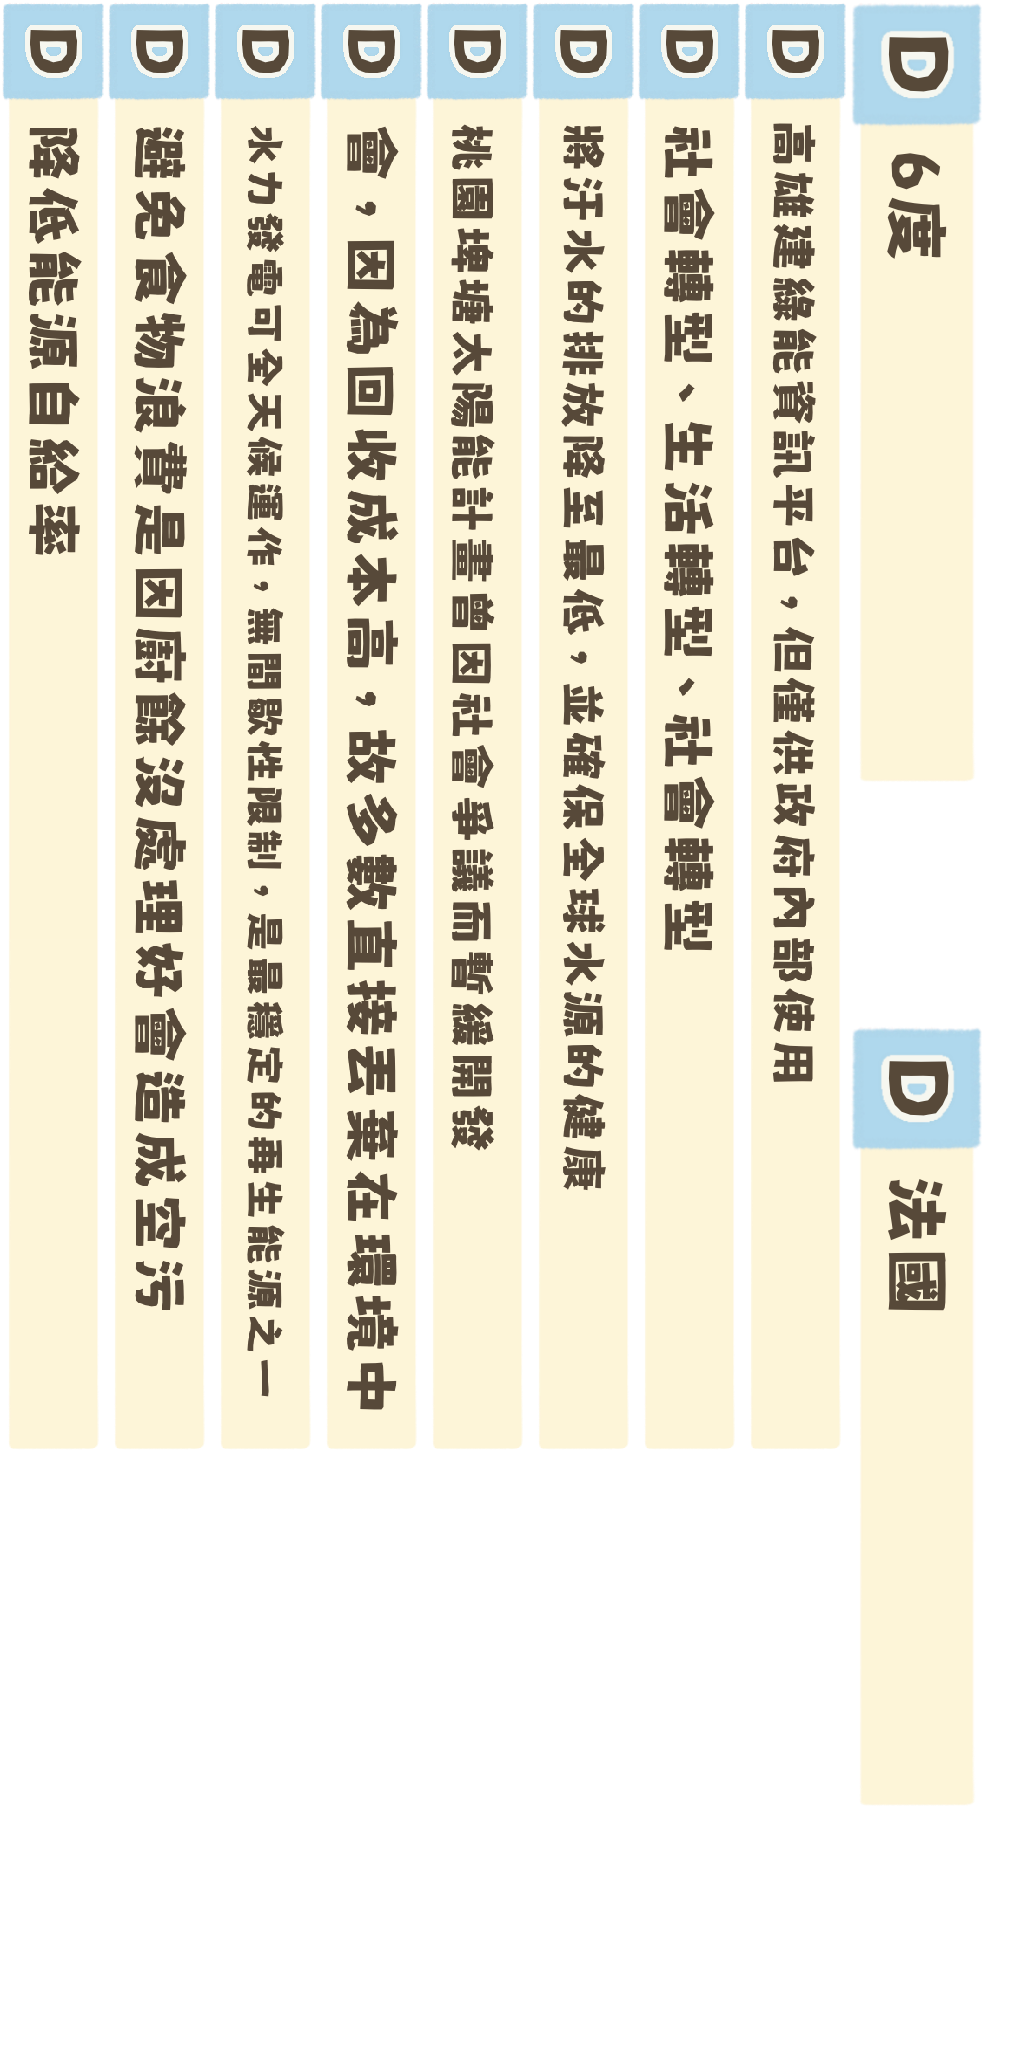 D 6度
D 法國
D 高雄建綠能資訊平台，但僅供政府內部使用
D 社會轉型、生活轉型、社會轉型
D 將汙水的排放降至最低，並確保全球水源的健康
D 桃園埤塘太陽能計畫曾因社會爭議而暫緩開發
D 會，因為回收成本高，故多數直接丟棄在環境中
D 水力發電可全天候運作，無間歇性限制，是最穩定的再生能源之一
D 避免食物浪費是因廚餘沒處理好會造成空污
D 降低能源自給率